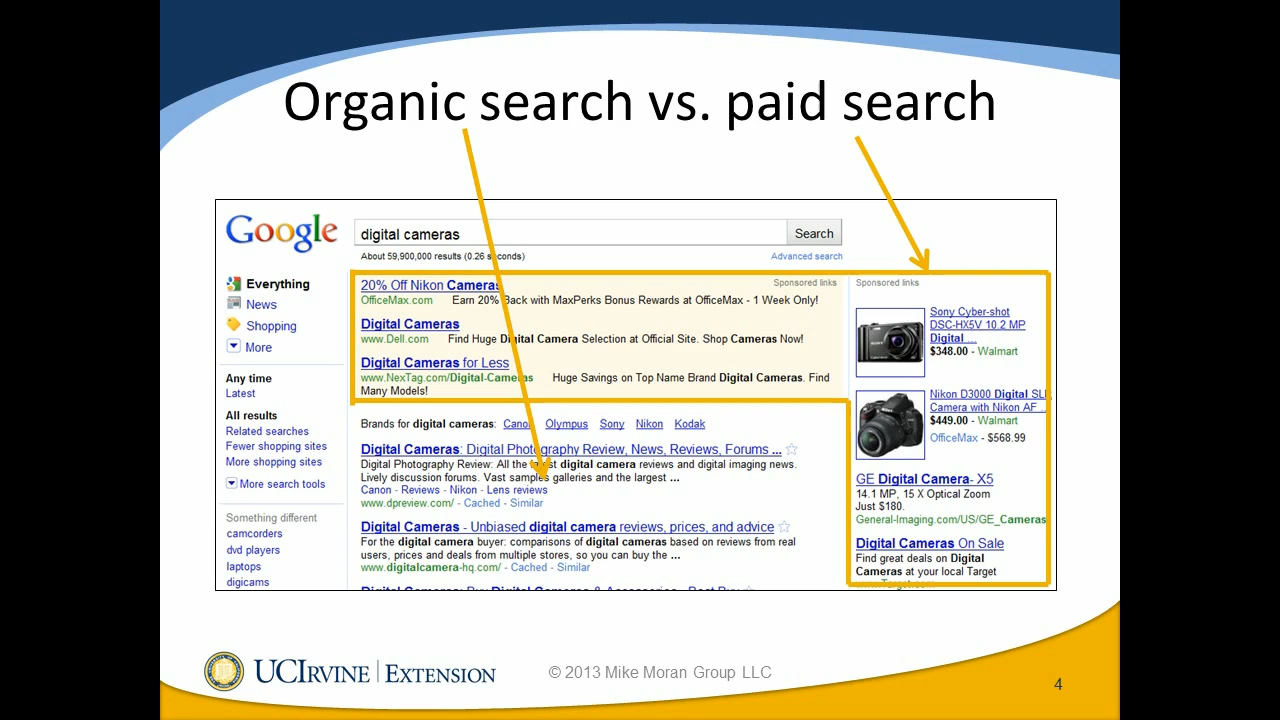 Organic search vs. paid search
Google
digital cameras
Search
About 59,900,000 results (0.26 seconds)
Advanced search
Everything
News
Shopping
More
Any time
Latest
All results
Related searches
Fewer shopping sites
More shopping sites
More search tools
Something different
camcorders
dvd players
laptops
digicams
20% Off Nikon Cameras
Sponsored links
OfficeMax.com Earn 20% Back with MaxPerks Bonus Rewards at OfficeMax - 1 Week Only!
Digital Cameras
www.Dell.com Find Huge Digital Camera Selection at Official Site. Shop Cameras Now!
Digital Cameras for Less
www.NexTag.com/Digital-Cameras Huge Savings on Top Name Brand Digital Cameras. Find
Many Models!
Brands for digital cameras: Canon Olympus Sony Nikon Kodak
Digital Cameras: Digital Photography Review, News, Reviews, Forums ...
Digital Photography Review: All the latest digital camera reviews and digital imaging news.
Lively discussion forums. Vast samples galleries and the largest ...
Canon - Reviews - Nikon - Lens reviews
www.dpreview.com/ - Cached - Similar
Digital Cameras - Unbiased digital camera reviews, prices, and advice
For the digital camera buyer: comparisons of digital cameras based on reviews from real
users, prices and deals from multiple stores, so you can buy the ...
www.digitalcamera-hq.com/ - Cached - Similar
Digital Cameras: Buy Digital Cameras & Accessories - Best Buy
Sponsored links
Sony Cyber-shot
DSC-HX5V 10.2 MP
Digital ...
$348.00 - Walmart
Nikon D3000 Digital SLR
Camera with Nikon AF ...
$449.00 - Walmart
OfficeMax - $568.99
GE Digital Camera- X5
14.1 MP, 15 X Optical Zoom
Just $180.
General-Imaging.com/US/GE_Cameras
Digital Cameras On Sale
Find great deals on Digital
Cameras at your local Target
www.Target.com
UCIRVINE | EXTENSION
© 2013 Mike Moran Group LLC
4